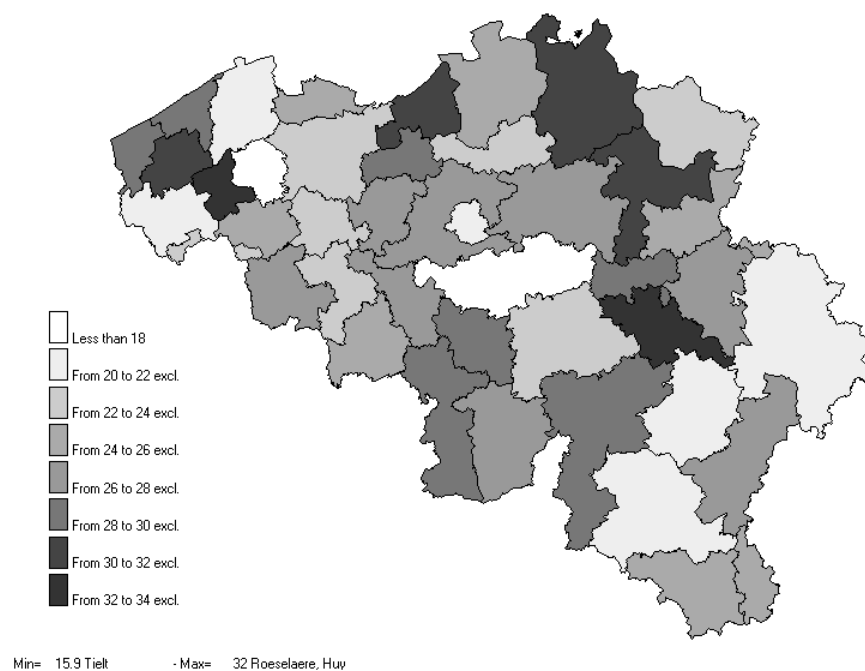 Less than 18
From 20 to 22 excl.
From 22 to 24 excl.
From 24 to 26 excl.
From 26 to 28 excl.
From 28 to 30 excl.
From 30 to 32 excl.
From 32 to 34 excl.
Min= 15.9 Tielt - Max= 32 Roeselaere, Huy